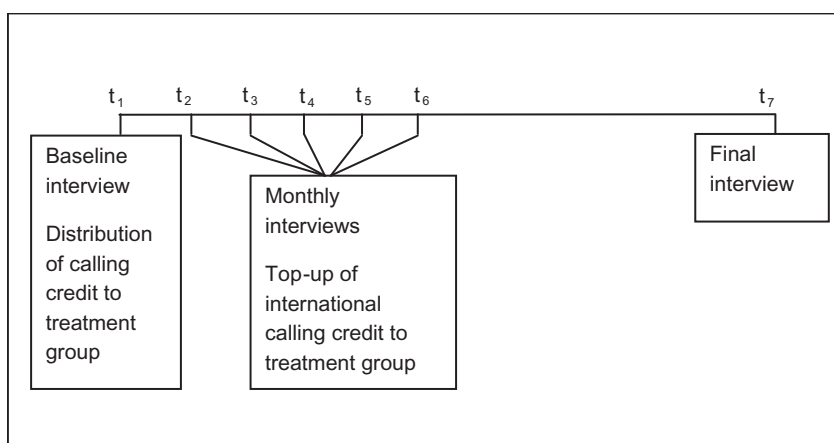 t1 t2 t3 t4 t5 t6 t7
Baseline
interview
Distribution
of calling
credit to
treatment
group
Monthly
interviews
Top-up of
international
calling credit to
treatment group
Final
interview